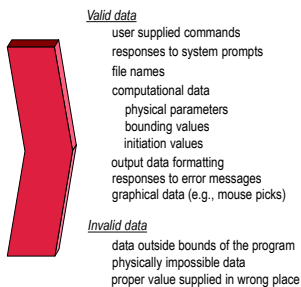 Valid data
user supplied commands
responses to system prompts
file names
computational data
physical parameters
bounding values
initiation values
output data formatting
responses to error messages
graphical data (e.g., mouse picks)
Invalid data
data outside bounds of the program
physically impossible data
proper value supplied in wrong place